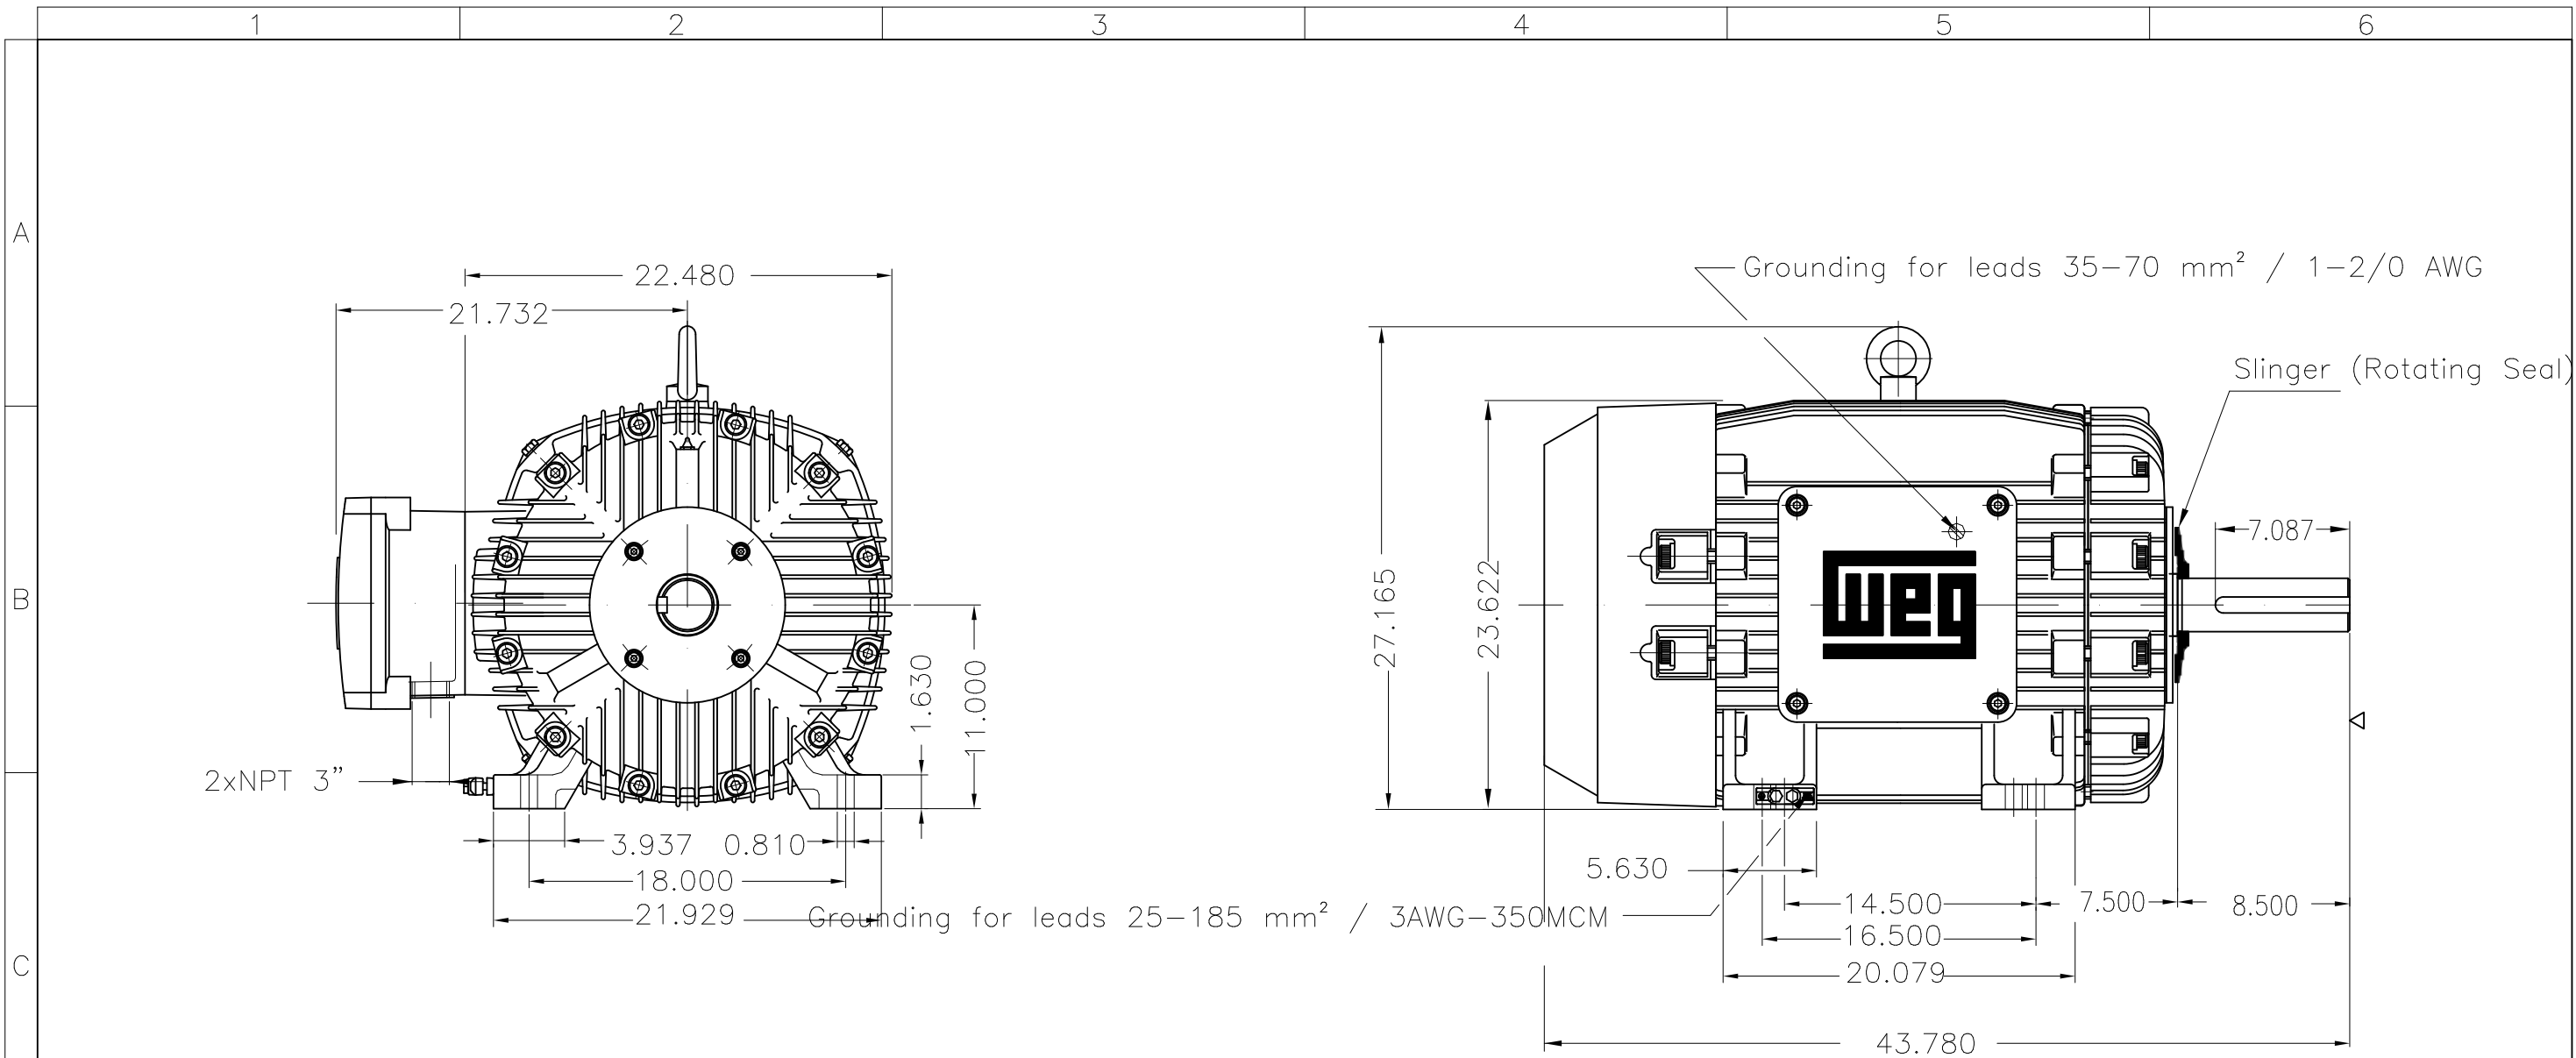 1 2 3 4 5 6
A
22.480
Grounding for leads 35-70 mm² / 1-2/0 AWG
21.732
Slinger (Rotating Seal)
7.087
B
27.165
23.622
weg
1.630
11.000
2xNPT 3"
3.937 0.810
5.630
18.000
14.500 7.500 8.500
21.929
Grounding for leads 25-185 mm² / 3AWG-350MCM
16.500
C
20.079
43.780